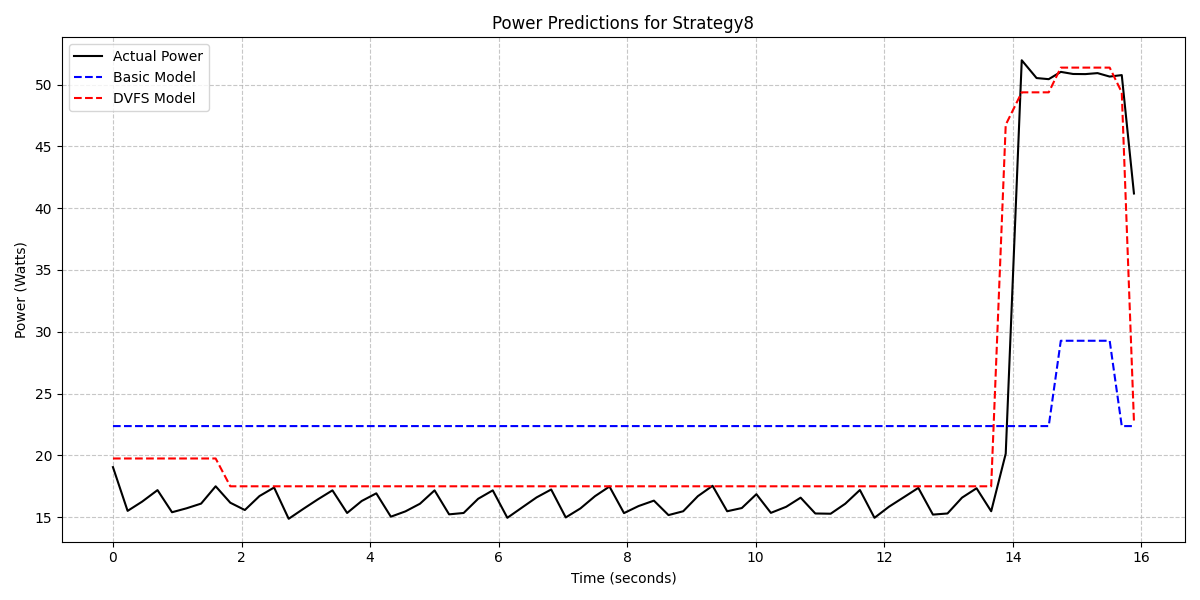 Power Predictions for Strategy8
Actual Power
Basic Model
DVFS Model
Power (Watts)
50
45
40
35
30
25
20
15
0 2 4 6 8 10 12 14 16
Time (seconds)